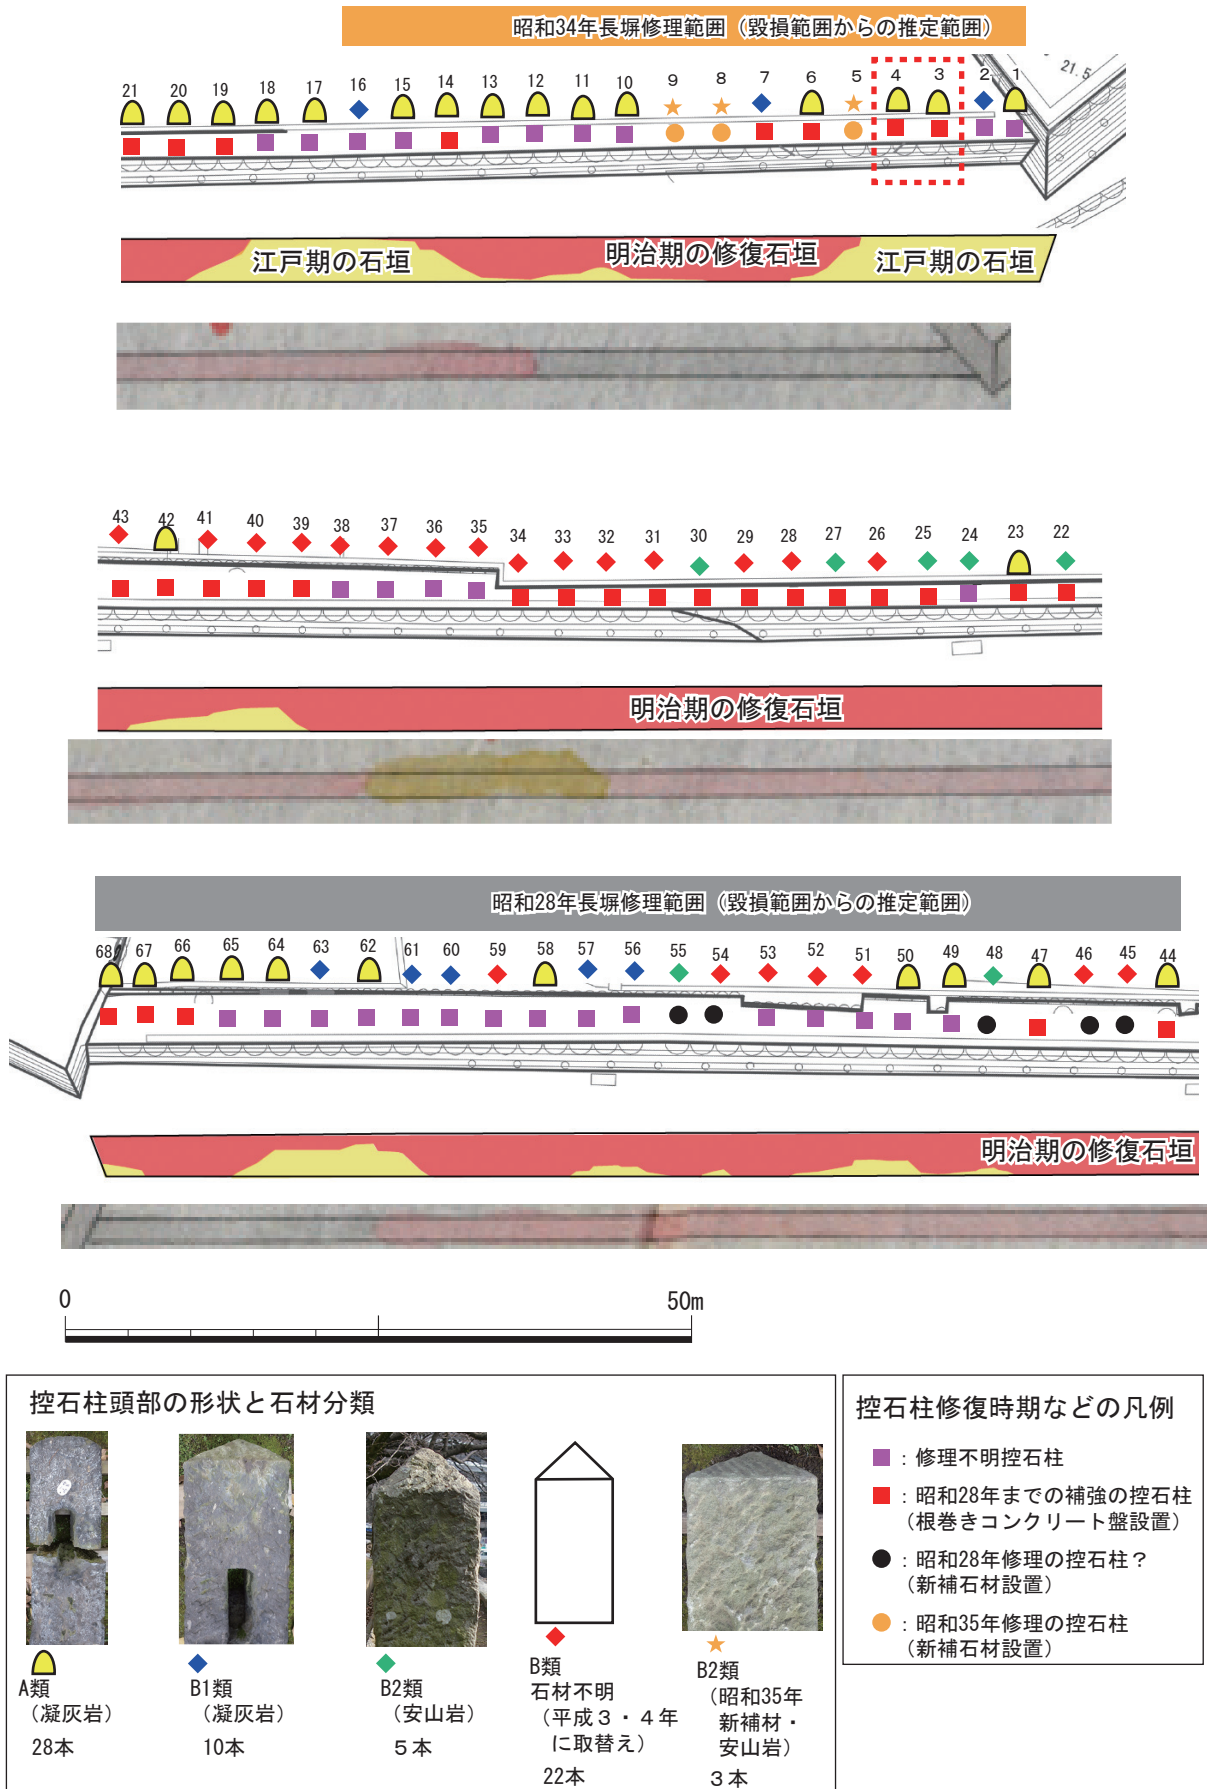 昭和34年長塀修理範囲（毀損範囲からの推定範囲）
21.5
21 20 19 18 17 16 15 14 13 12 11 10 9 8 7 6 5 4 3 2 1
江戸期の石垣 明治期の修復石垣 江戸期の石垣
43 42 41 40 39 38 37 36 35 34 33 32 31 30 29 28 27 26 25 24 23 22
明治期の修復石垣
昭和28年長塀修理範囲（毀損範囲からの推定範囲）
68 67 66 65 64 63 62 61 60 59 58 57 56 55 54 53 52 51 50 49 48 47 46 45 44
明治期の修復石垣
0 50m
控石柱頭部の形状と石材分類
A類
（凝灰岩）
28本
B1類
（凝灰岩）
10本
B2類
（安山岩）
５本
B類
石材不明
（平成３・４年
に取替え）
22本
B2類
（昭和35年
新補材・
安山岩）
３本
控石柱修復時期などの凡例
：修理不明控石柱
：昭和28年までの補強の控石柱
（根巻きコンクリート盤設置）
：昭和28年修理の控石柱？
（新補石材設置）
：昭和35年修理の控石柱
（新補石材設置）